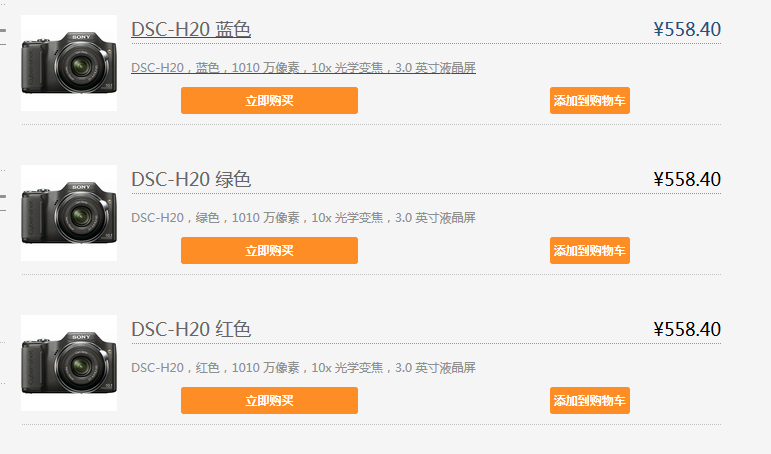 DSC-H20 蓝色
¥558.40
DSC-H20，蓝色，1010 万像素，10x 光学变焦，3.0 英寸液晶屏
立即购买
添加到购物车
SONY
DSC-H20 绿色
¥558.40
DSC-H20，绿色，1010 万像素，10x 光学变焦，3.0 英寸液晶屏
立即购买
添加到购物车
SONY
DSC-H20 红色
¥558.40
DSC-H20，红色，1010 万像素，10x 光学变焦，3.0 英寸液晶屏
立即购买
添加到购物车
SONY